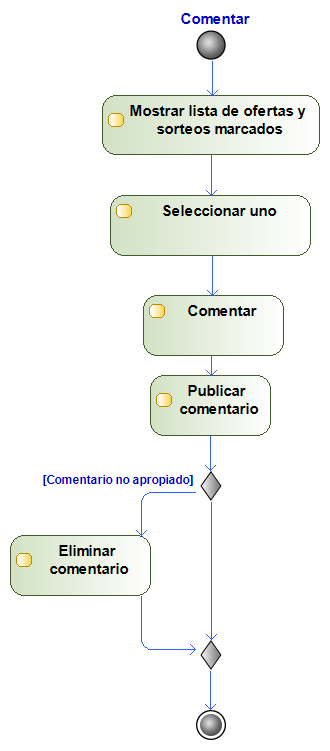 Comentar
Mostrar lista de ofertas y
sorteos marcados
Seleccionar uno
Comentar
Publicar
comentario
[Comentario no apropiado]
Eliminar
comentario